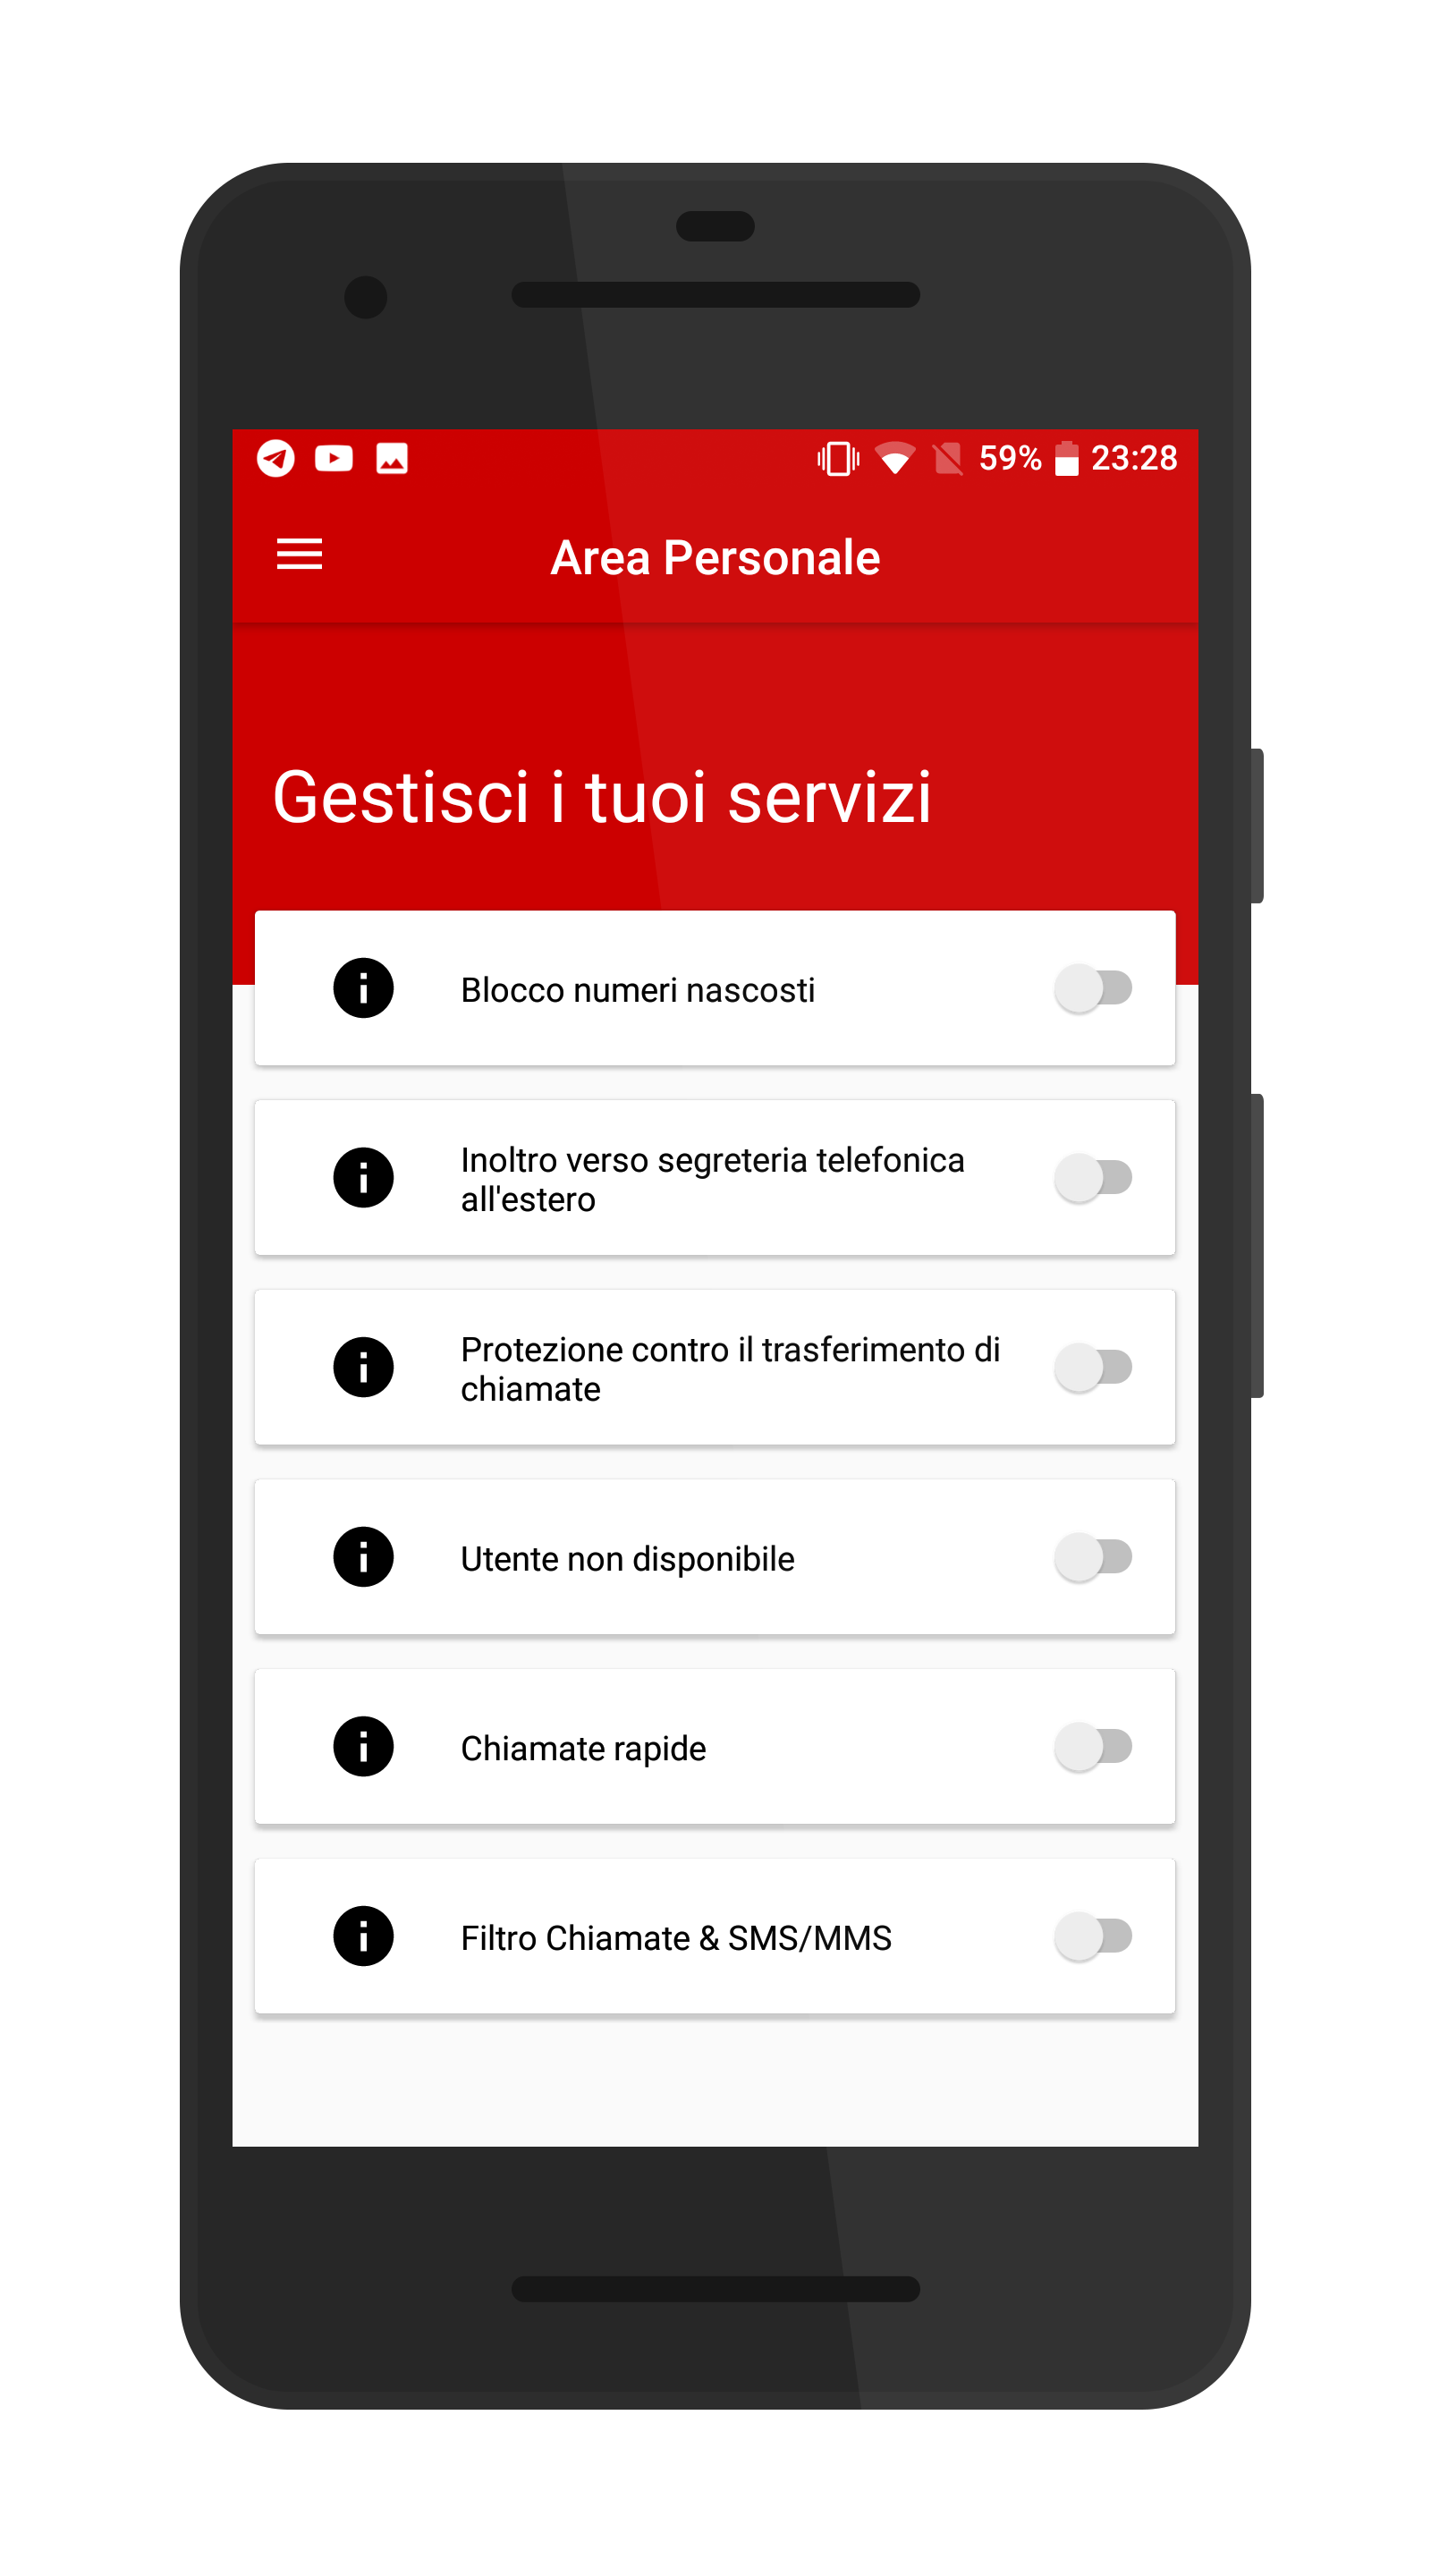 59% 23:28
Area Personale
Gestisci i tuoi servizi
Blocco numeri nascosti
Inoltro verso segreteria telefonica
all'estero
Protezione contro il trasferimento di
chiamate
Utente non disponibile
Chiamate rapide
Filtro Chiamate & SMS/MMS